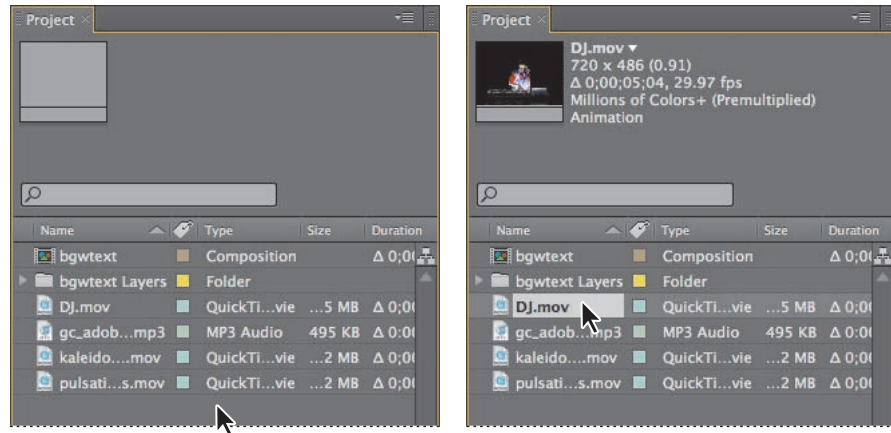 Project
Name Type Size Duration
bgwtext Composition Δ 0;0
bgwtext Layers Folder
DJ.mov QuickTi...vie ...5 MB Δ 0;0
gc_adob...mp3 MP3 Audio 495 KB Δ 0:0
kaleido....mov QuickTi...vie ...2 MB Δ 0;0
pulsati...s.mov QuickTi...vie ...2 MB Δ 0;0
Project
DJ.mov
720 x 486 (0.91)
Δ 0;00;05;04, 29.97 fps
Millions of Colors+ (Premultiplied)
Animation
Name Type Size Duration
bgwtext Composition Δ 0;0
bgwtext Layers Folder
DJ.mov QuickTi...vie ...5 MB Δ 0;0
gc_adob...mp3 MP3 Audio 495 KB Δ 0:0
kaleido....mov QuickTi...vie ...2 MB Δ 0;0
pulsati...s.mov QuickTi...vie ...2 MB Δ 0;0